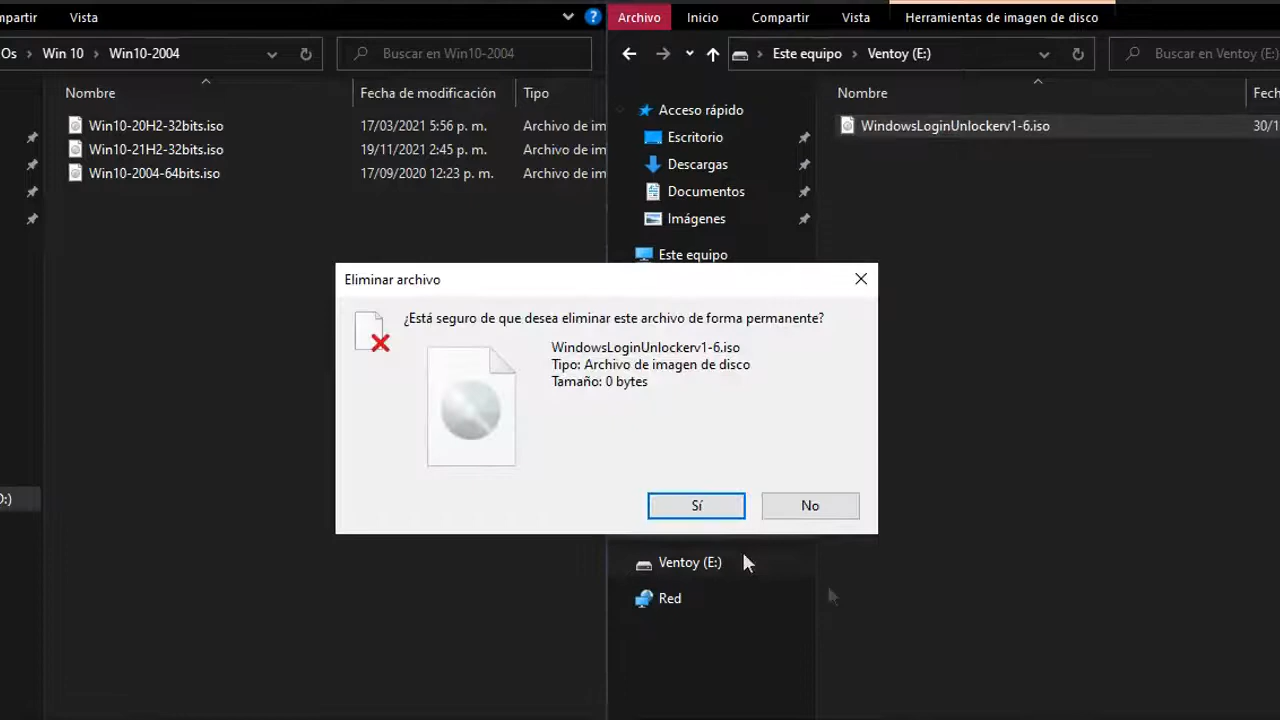 mpartir
Vista
Os > Win 10 > Win10-2004
Buscar en Win10-2004
Nombre
Fecha de modificación
Tipo
Win10-20H2-32bits.iso
17/03/2021 5:56 p. m.
Archivo de im
Win10-21H2-32bits.iso
19/11/2021 2:45 p. m.
Archivo de im
Win10-2004-64bits.iso
17/09/2020 12:23 p. m.
Archivo de im
D:)
Archivo
Inicio
Compartir
Vista
Herramientas de imagen de disco
Este equipo > Ventoy (E:)
Buscar en Ventoy (E:)
Acceso rápido
Escritorio
Descargas
Documentos
Imágenes
Este equipo
Ventoy (E:)
Red
Nombre
Fech
WindowsLoginUnlockerv1-6.iso
30/1
Eliminar archivo
¿Está seguro de que desea eliminar este archivo de forma permanente?
WindowsLoginUnlockerv1-6.iso
Tipo: Archivo de imagen de disco
Tamaño: 0 bytes
Sí
No